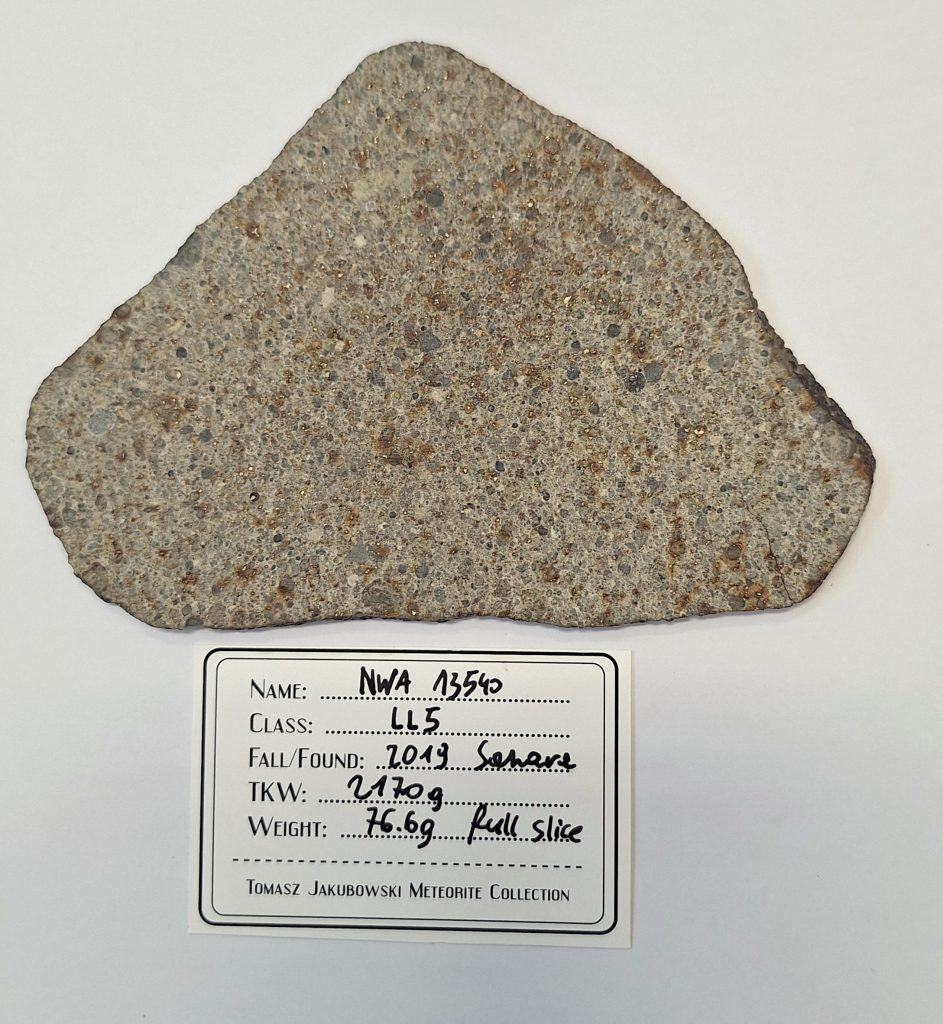 NAME: NWA 13540
CLASS: LL5
FALL/FOUND: 2019 Sahara
TKW: 2170g
WEIGHT: 76.6g full slice
TOMASZ JAKUBOWSKI METEORITE COLLECTION